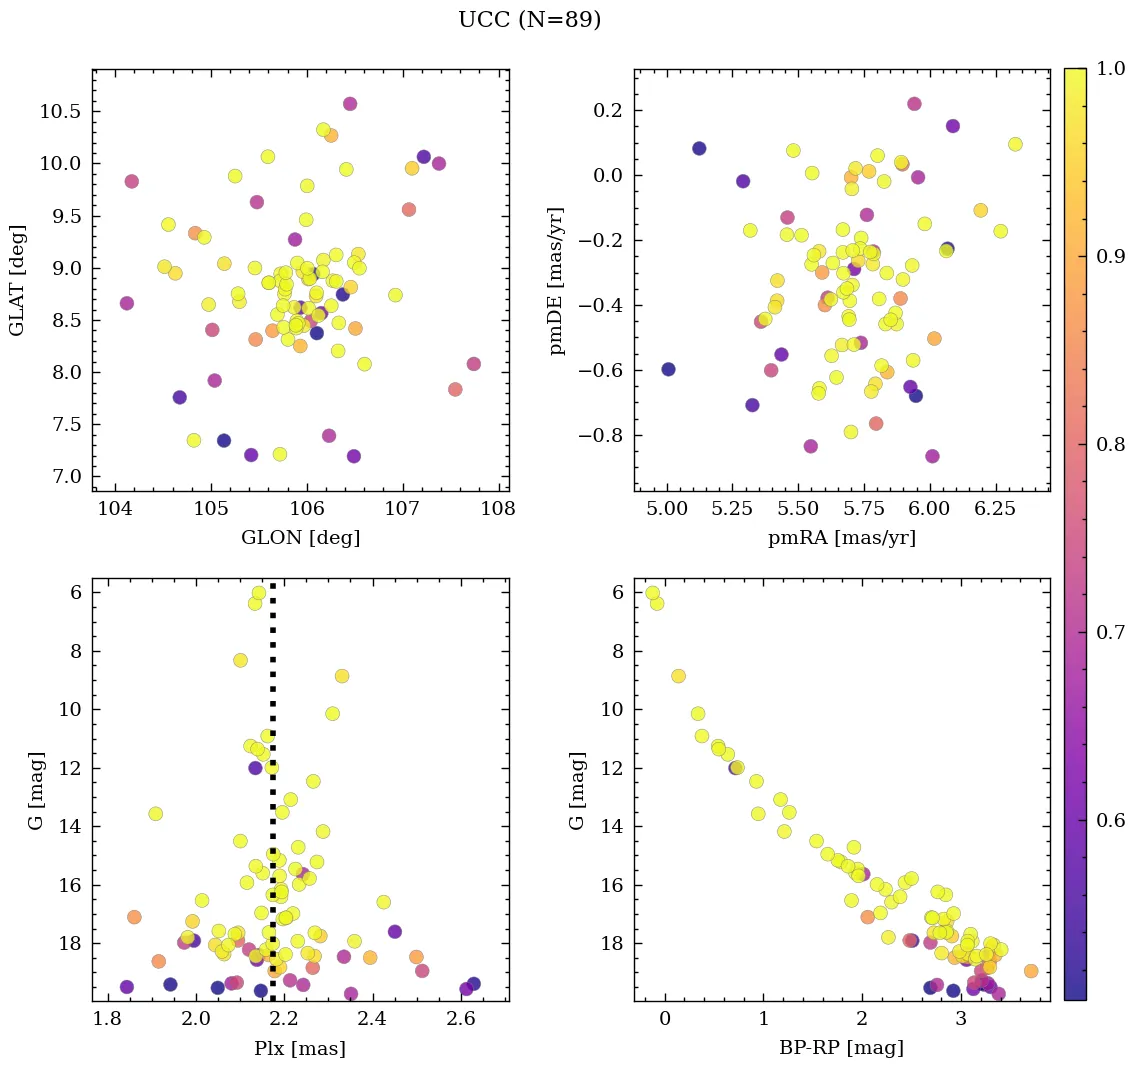 UCC (N=89)
10.5
10.0
9.5
9.0
8.5
8.0
7.5
7.0
GLAT [deg]
104 105 106 107 108
GLON [deg]
0.2
0.0
−0.2
−0.4
−0.6
−0.8
pmDE [mas/yr]
5.00 5.25 5.50 5.75 6.00 6.25
pmRA [mas/yr]
1.0
0.9
0.8
0.7
0.6
6
8
10
12
14
16
18
G [mag]
1.8 2.0 2.2 2.4 2.6
Plx [mas]
6
8
10
12
14
16
18
G [mag]
0 1 2 3
BP-RP [mag]